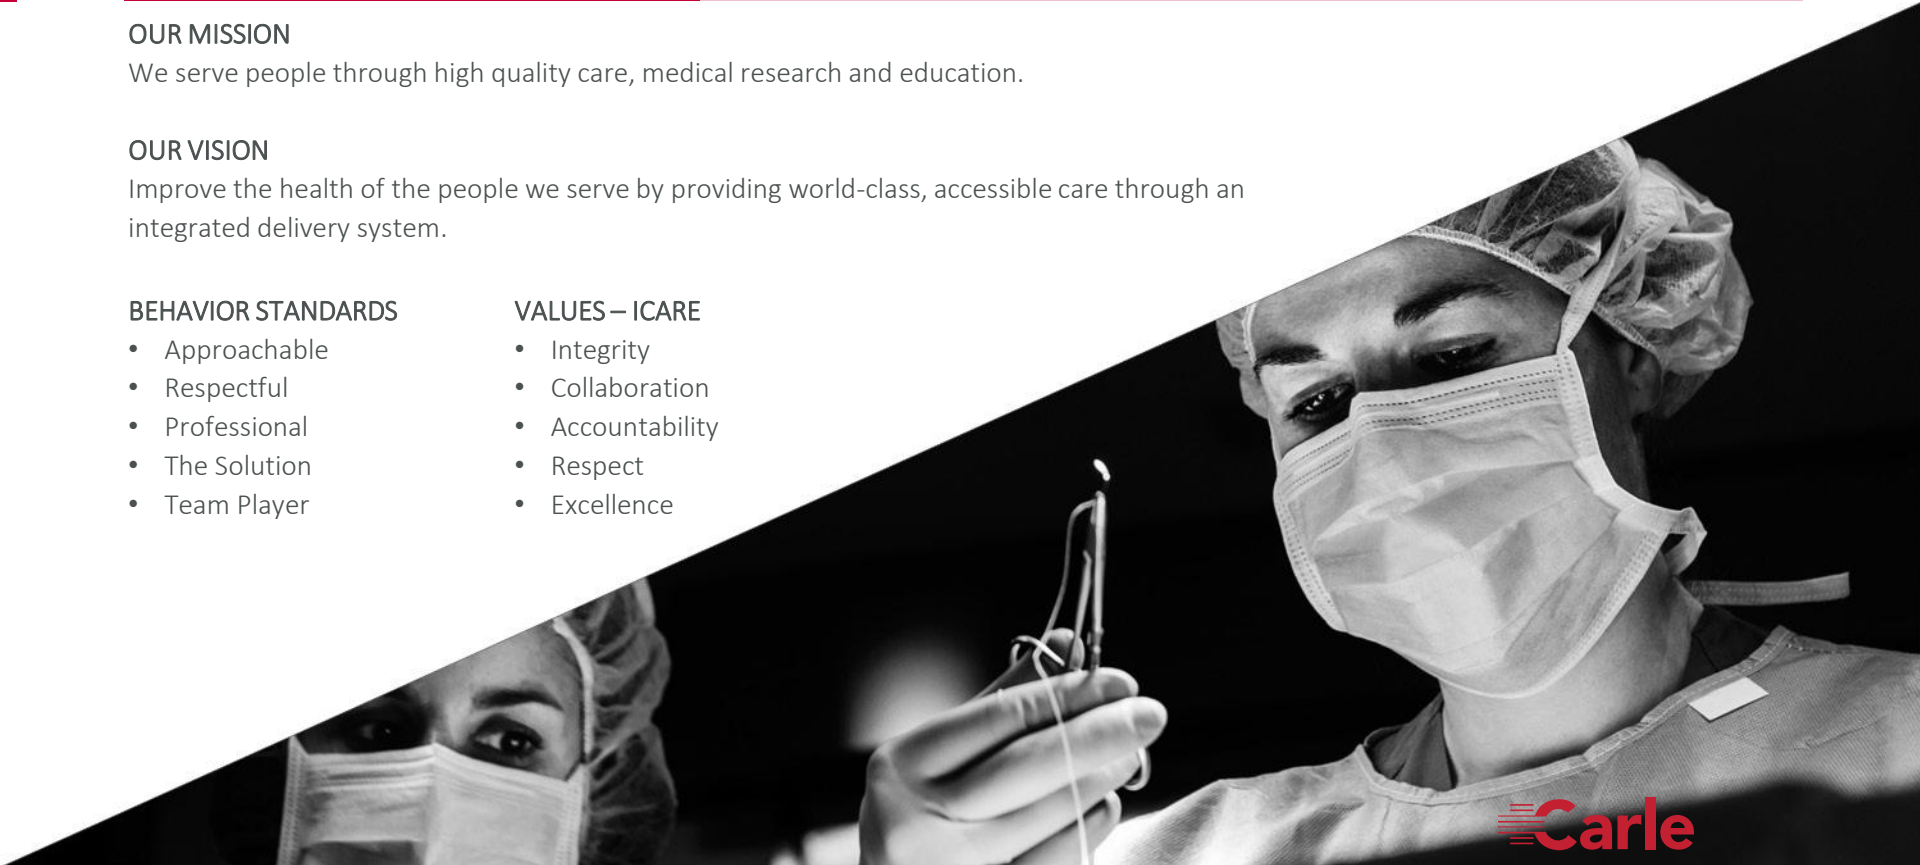 OUR MISSION
We serve people through high quality care, medical research and education.
OUR VISION
Improve the health of the people we serve by providing world-class, accessible care through an
integrated delivery system.
BEHAVIOR STANDARDS
• Approachable
• Respectful
• Professional
• The Solution
• Team Player
VALUES – ICARE
• Integrity
• Collaboration
• Accountability
• Respect
• Excellence
Carle